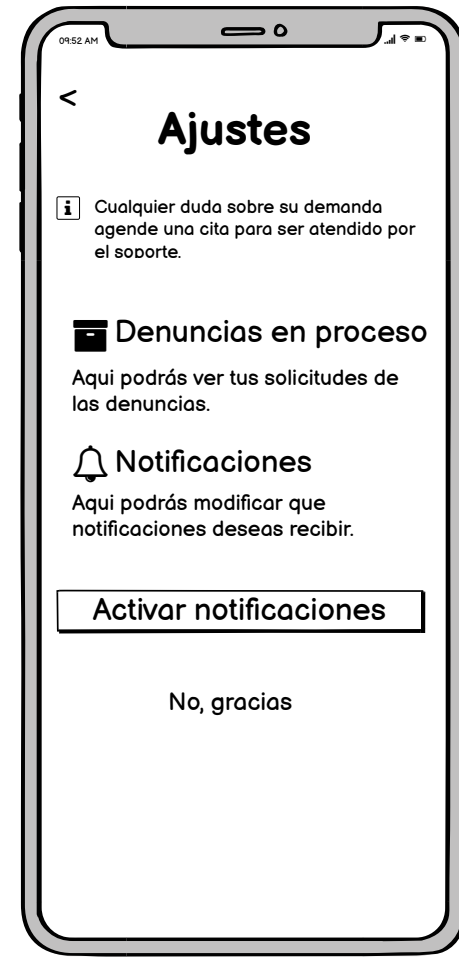 09:52 AM
<
Ajustes
i Cualquier duda sobre su demanda
agende una cita para ser atendido por
el soporte.
Denuncias en proceso
Aqui podrás ver tus solicitudes de
las denuncias.
Notificaciones
Aqui podrás modificar que
notificaciones deseas recibir.
Activar notificaciones
No, gracias